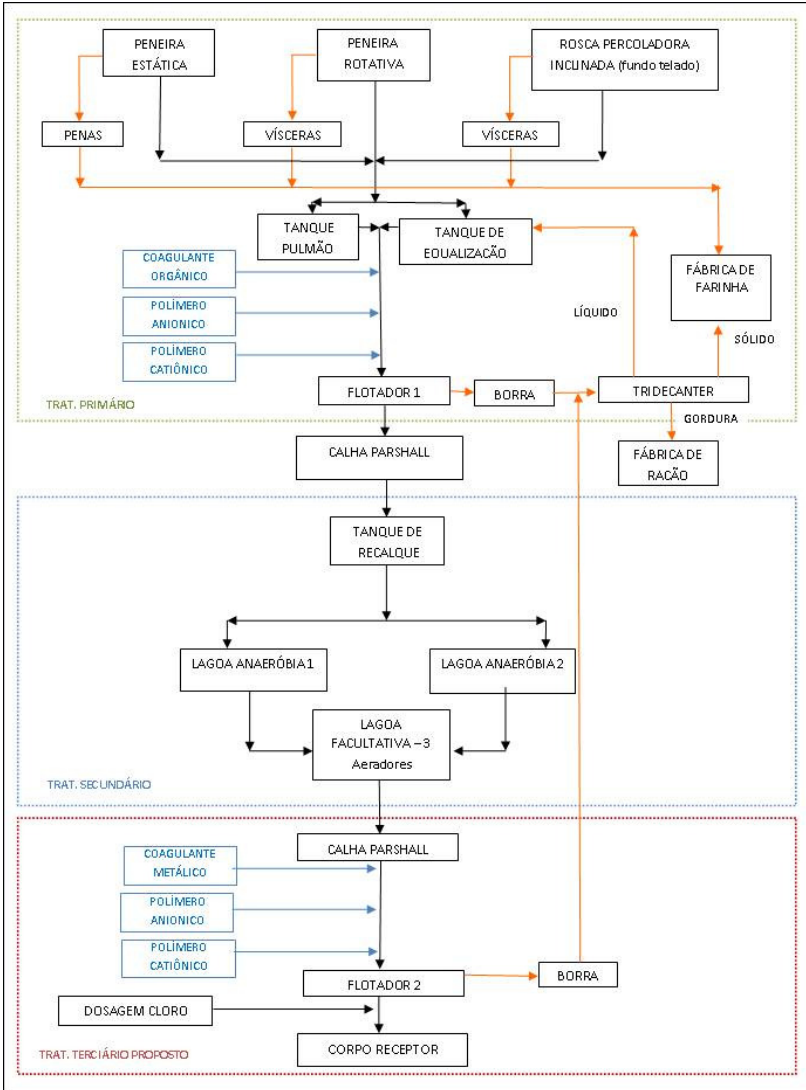 PENEIRA
ESTÁTICA
PENEIRA
ROTATIVA
ROSCA PERCOLADORA
INCLINADA (fundo telado)
PENAS
VÍSCERAS
VÍSCERAS
TANQUE
PULMÃO
TANQUE DE
EQUALIZACÃO
COAGULANTE
ORGÂNICO
FÁBRICA DE
FARINHA
POLÍMERO
ANIONICO
LÍQUIDO
SÓLIDO
POLÍMERO
CATIÔNICO
FLOTADOR 1
BORRA
TRIDECANTER
TRAT. PRIMÁRIO
GORDURA
CALHA PARSHALL
FÁBRICA DE
RACÃO
TANQUE DE
RECALQUE
LAGOA ANAERÓBIA 1
LAGOA ANAERÓBIA 2
LAGOA
FACULTATIVA – 3
Aeradores
TRAT. SECUNDÁRIO
CALHA PARSHALL
COAGULANTE
METÁLICO
POLÍMERO
ANIONICO
POLÍMERO
CATIÔNICO
FLOTADOR 2
BORRA
DOSAGEM CLORO
CORPO RECEPTOR
TRAT. TERCIÁRIO PROPOSTO